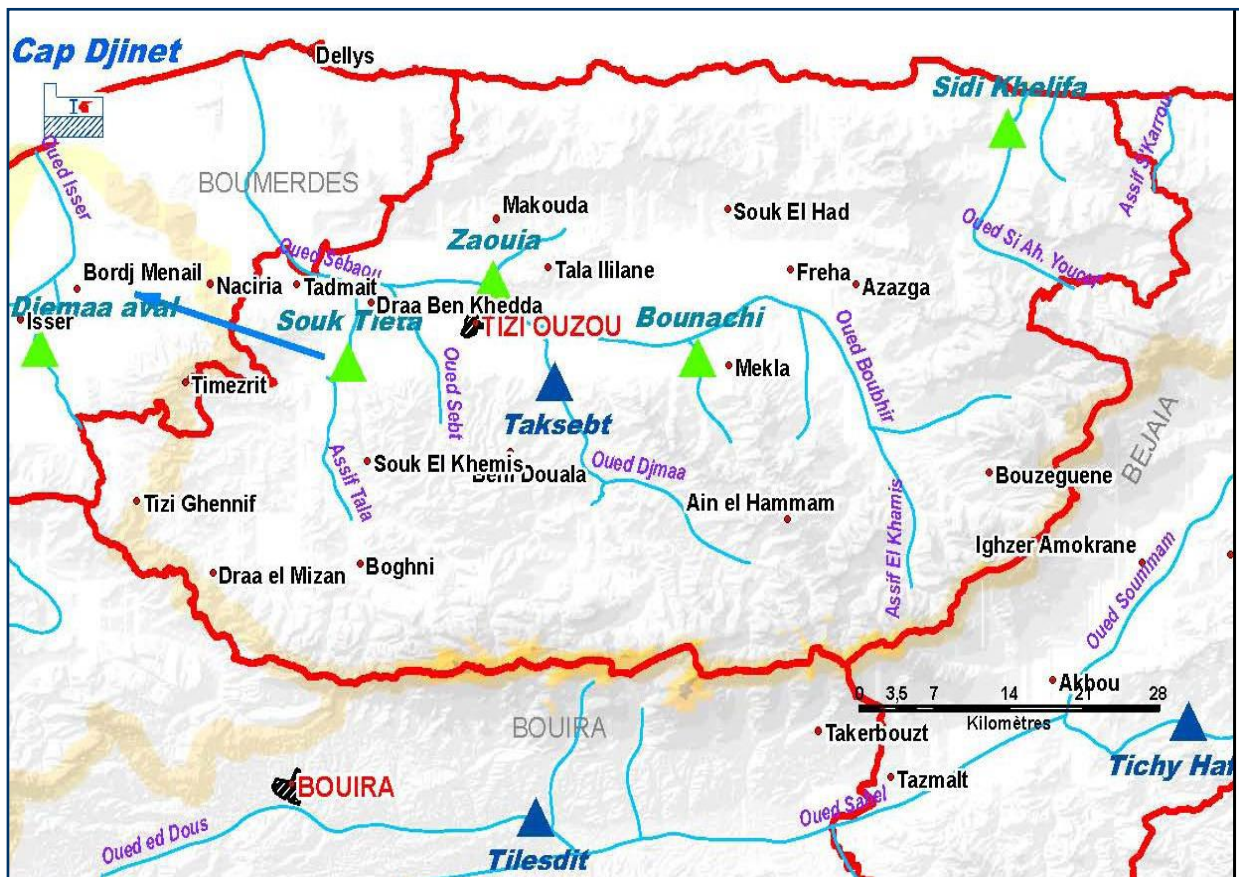 Cap Djinet
Dellys
Sidi Khelifa
Oued Isser
BOUMERDES
Assif Si'Karrou
Makouda
Souk El Had
Zaouia
Oued Sebaou
Oued Si Ah. Youcef
Tala Ililane
Freha
Azazga
Bordj Menail
Naciria
Tadmait
Draa Ben Khedda
Djemaa aval
Isser
Souk Tleta
TIZI OUZOU
Bounachi
Oued Boubhir
Mekla
Timezrit
Oued Sebt
Taksebt
BEJAIA
Souk El Khemis
Beni Douala
Oued Djmaa
Bouzeguene
Assif Tala
Tizi Ghennif
Ain el Hammam
Assif El Khamis
Ighzer Amokrane
Oued Soummam
Draa el Mizan
Boghni
Akbou
0 3,5 7 14 21 28
Kilomètres
BOUIRA
Takerbouzt
Tichy Haf
BOUIRA
Tazmalt
Oued Sahel
Oued ed Dous
Tilesdit